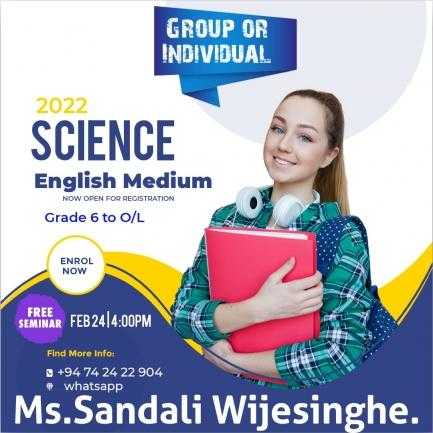 GROUP OR
INDIVIDUAL
2022
SCIENCE
English Medium
NOW OPEN FOR REGISTRATION
Grade 6 to O/L
ENROL
NOW
FREE
SEMINAR
FEB 24|4:00PM
Find More Info:
+94 74 24 22 904
whatsapp
Ms.Sandali Wijesinghe.